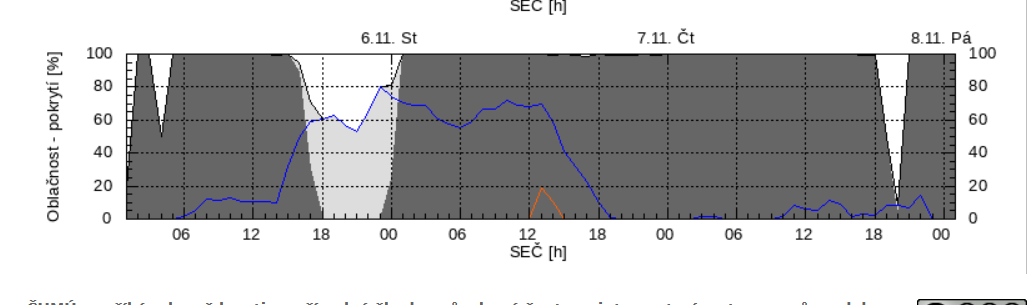 SEČ [h]
6.11. St 7.11. Čt 8.11. Pá
100 100
80 80
60 60
40 40
20 20
0 0
Oblačnost - pokrytí [%]
06 12 18 00 06 12 18 00 06 12 18 00
SEČ [h]